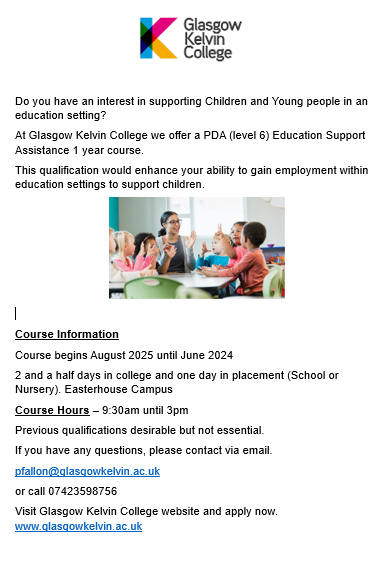 Glasgow
Kelvin
College
Do you have an interest in supporting Children and Young people in an
education setting?
At Glasgow Kelvin College we offer a PDA (level 6) Education Support
Assistance 1 year course.
This qualification would enhance your ability to gain employment within
education settings to support children.
Course Information
Course begins August 2025 until June 2024
2 and a half days in college and one day in placement (School or
Nursery). Easterhouse Campus
Course Hours – 9:30am until 3pm
Previous qualifications desirable but not essential.
If you have any questions, please contact via email.
pfallon@glasgowkelvin.ac.uk
or call 07423598756
Visit Glasgow Kelvin College website and apply now.
www.glasgowkelvin.ac.uk